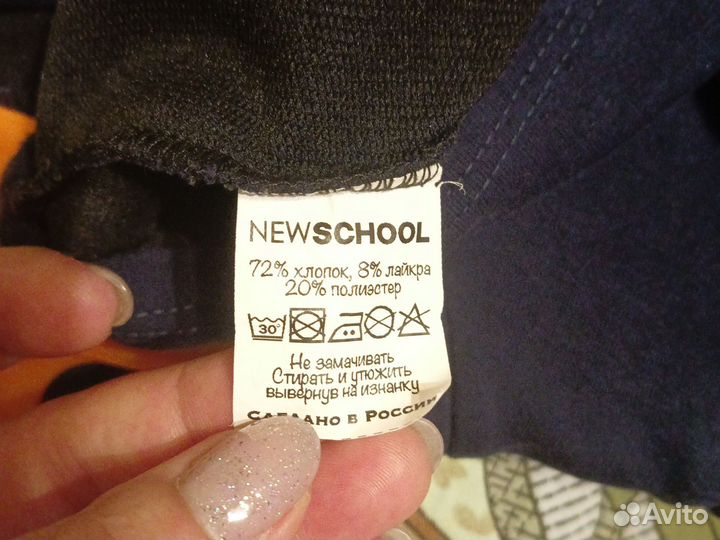 NEWSCHOOL
72% хлопок, 8% лайкра
20% полиэстер
30°
Не замачивать
Стирать и утюжить
вывернув на изнанку
Сделано в России
Avito